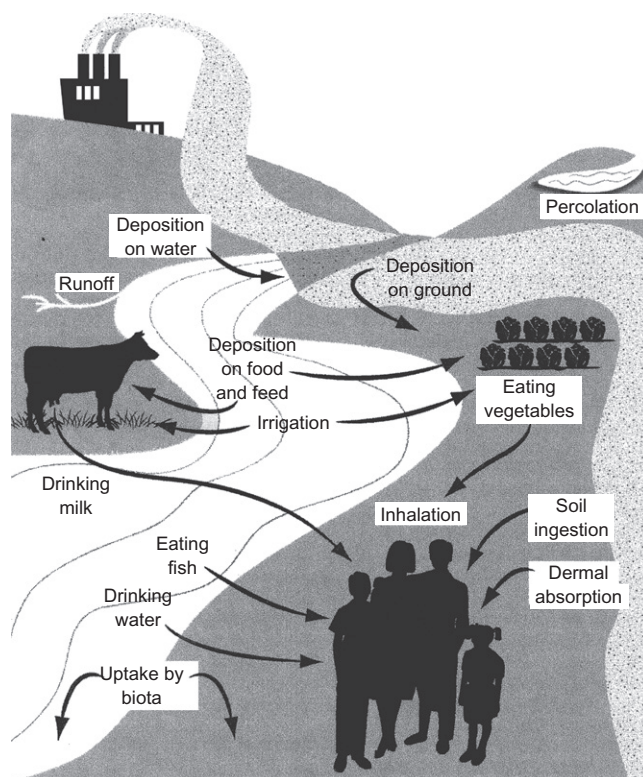 Percolation
Deposition
on water
Deposition
on ground
Runoff
Deposition
on food
and feed
Eating
vegetables
Irrigation
Drinking
milk
Inhalation
Soil
ingestion
Eating
fish
Dermal
absorption
Drinking
water
Uptake by
biota